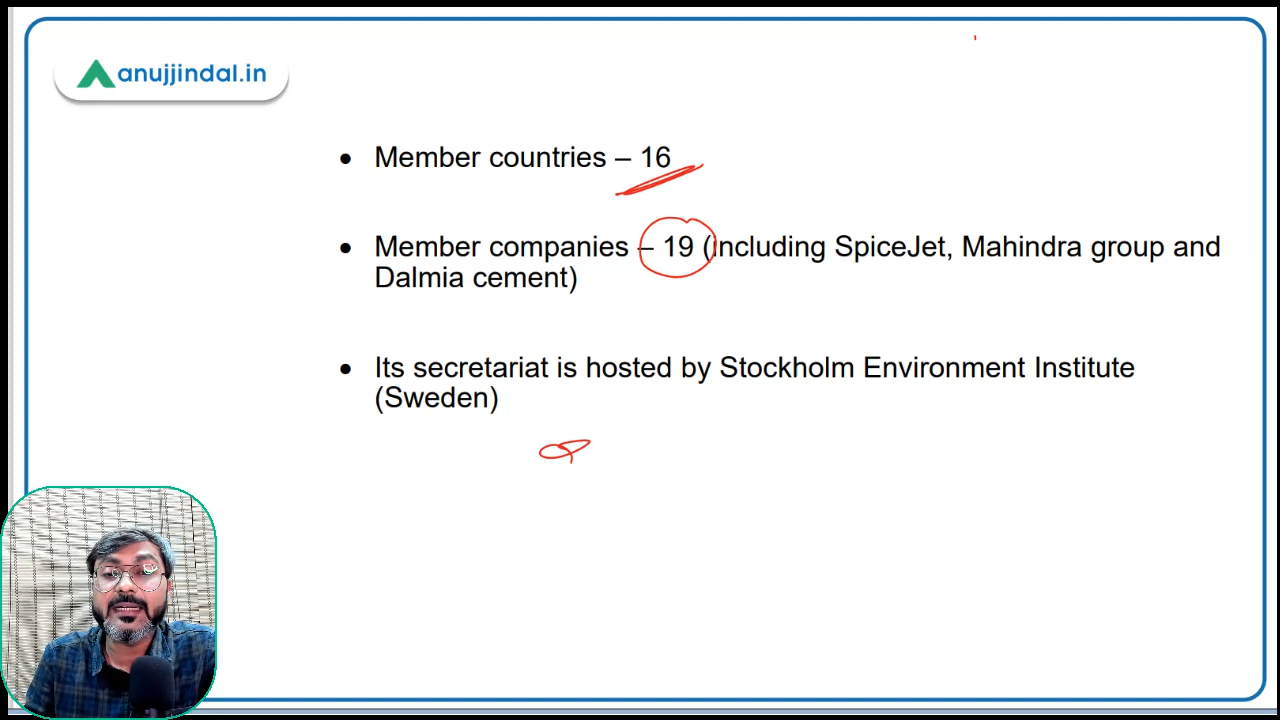 anujjindal.in
• Member countries – 16
• Member companies – 19 (including SpiceJet, Mahindra group and
Dalmia cement)
• Its secretariat is hosted by Stockholm Environment Institute
(Sweden)